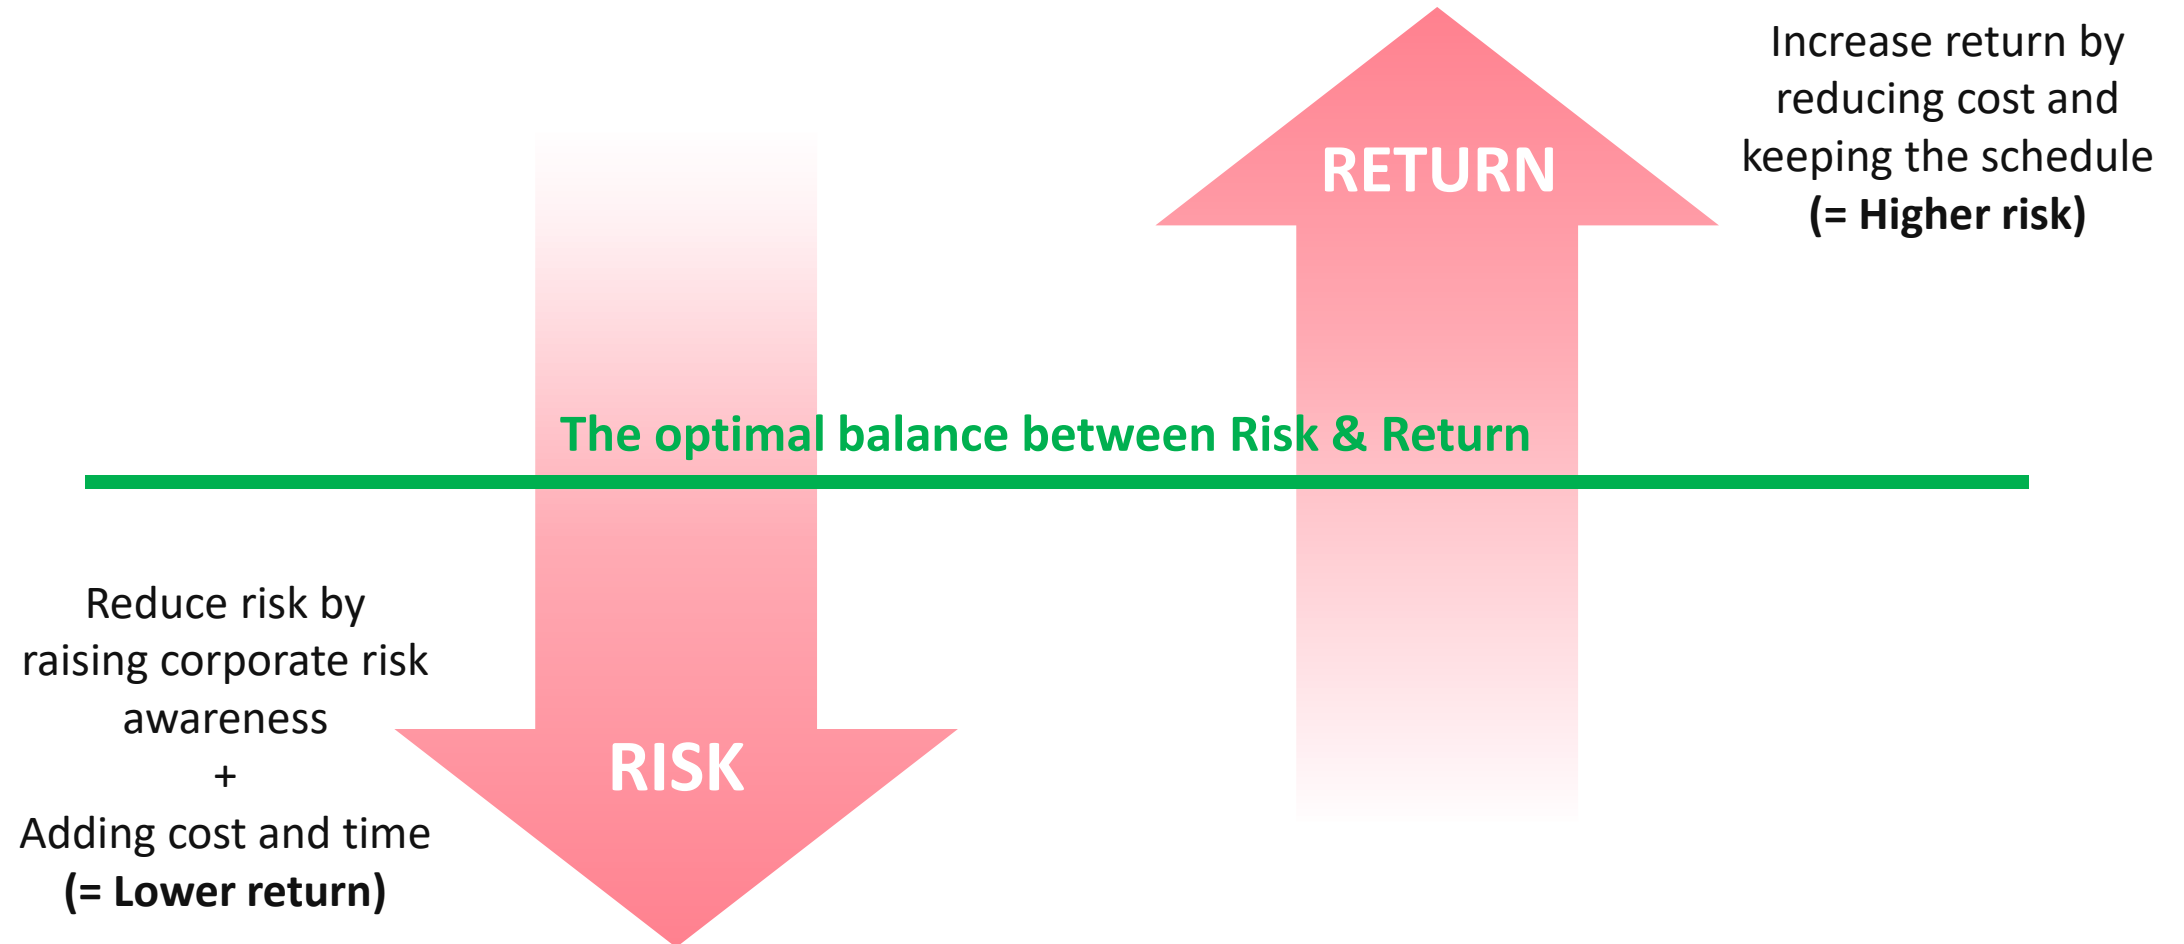 Increase return by
reducing cost and
keeping the schedule
(= Higher risk)
RETURN
The optimal balance between Risk & Return
Reduce risk by
raising corporate risk
awareness
+
Adding cost and time
(= Lower return)
RISK